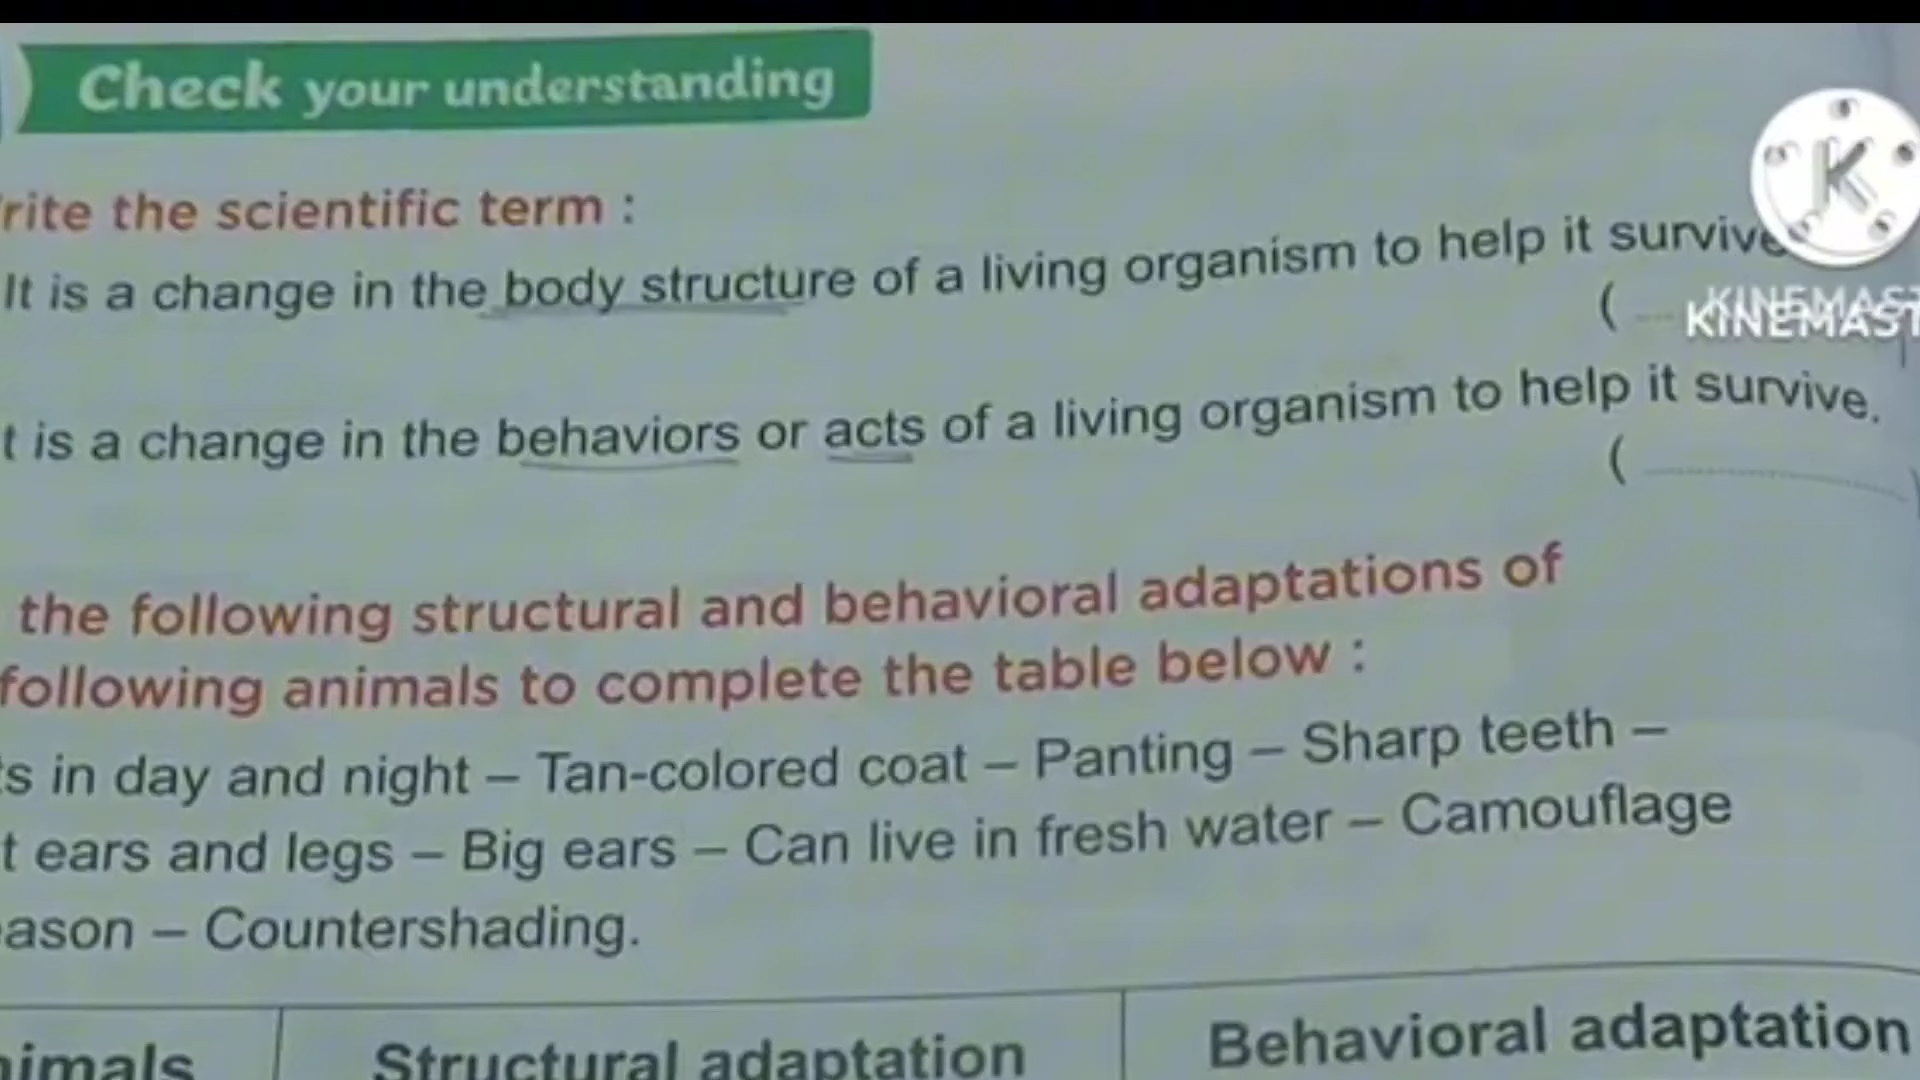 Check your understanding
rite the scientific term :
It is a change in the body structure of a living organism to help it survive
(
KINEMAST
t is a change in the behaviors or acts of a living organism to help it survive.
(
the following structural and behavioral adaptations of
following animals to complete the table below :
s in day and night – Tan-colored coat – Panting – Sharp teeth –
t ears and legs – Big ears – Can live in fresh water – Camouflage
ason – Countershading.
imals Structural adaptation Behavioral adaptation